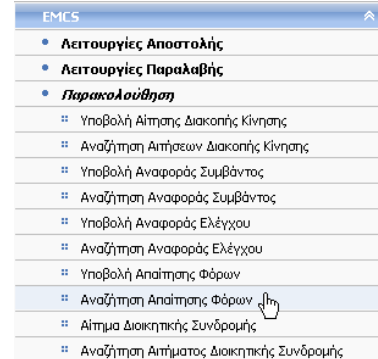 EMCS
Λειτουργίες Αποστολής
Λειτουργίες Παραλαβής
Παρακολούθηση
Υποβολή Αίτησης Διακοπής Κίνησης
Αναζήτηση Αιτήσεων Διακοπής Κίνησης
Υποβολή Αναφοράς Συμβάντος
Αναζήτηση Αναφοράς Συμβάντος
Υποβολή Αναφοράς Ελέγχου
Αναζήτηση Αναφοράς Ελέγχου
Υποβολή Απαίτησης Φόρων
Αναζήτηση Απαίτησης Φόρων
Αίτημα Διοικητικής Συνδρομής
Αναζήτηση Αιτήματος Διοικητικής Συνδρομής